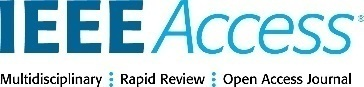 IEEE Access®
Multidisciplinary ⋮ Rapid Review ⋮ Open Access Journal